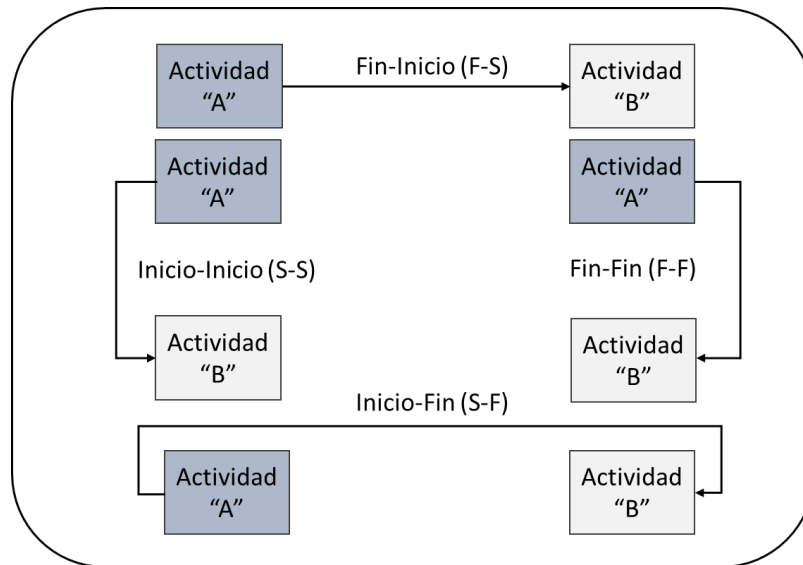 Actividad
“A”
Fin-Inicio (F-S)
Actividad
“B”
Actividad
“A”
Actividad
“A”
Inicio-Inicio (S-S)
Fin-Fin (F-F)
Actividad
“B”
Actividad
“B”
Inicio-Fin (S-F)
Actividad
“A”
Actividad
“B”